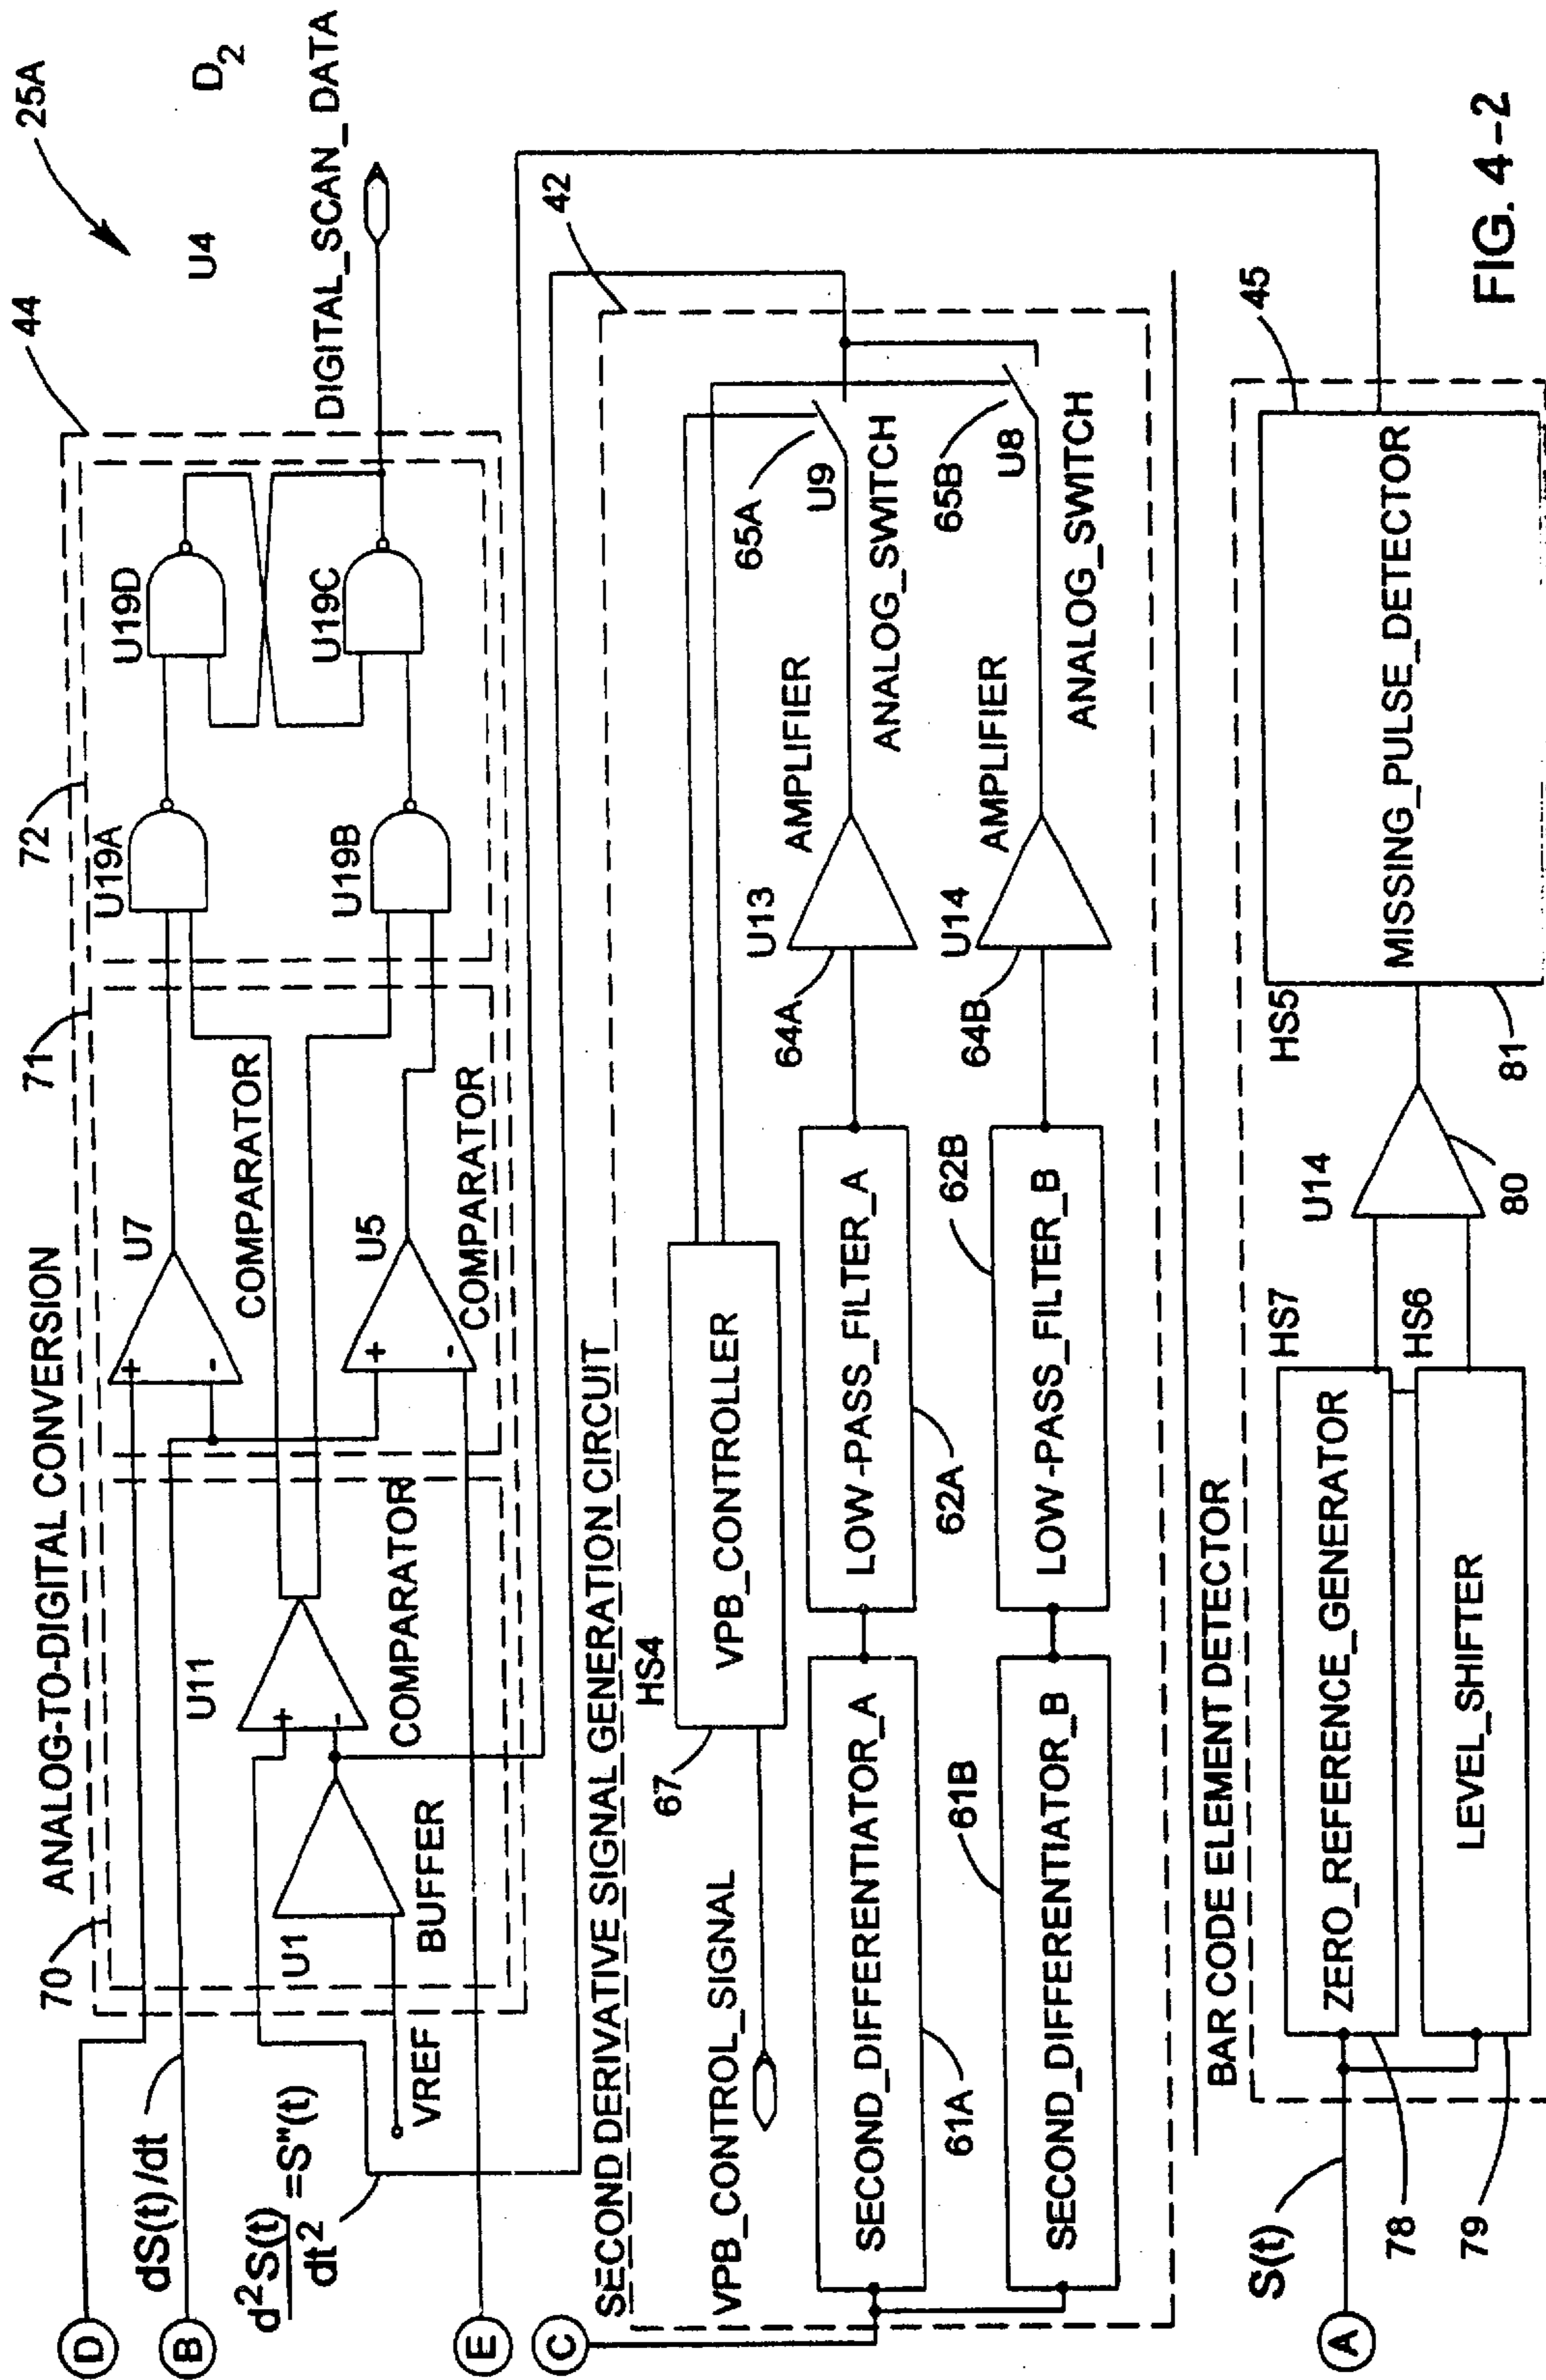 25A
44
U4
D2
ANALOG-TO-DIGITAL CONVERSION
70
71
72
D
dS(t)/dt
B
d²S(t)/dt² =S"(t)
VREF
U1
BUFFER
U11
+
-
COMPARATOR
U7
+
-
COMPARATOR
U5
+
-
COMPARATOR
U19A
U19B
U19D
U19C
DIGITAL_SCAN_DATA
E
C
SECOND DERIVATIVE SIGNAL GENERATION CIRCUIT
42
VPB_CONTROL_SIGNAL
67
HS4
VPB_CONTROLLER
SECOND_DIFFERENTIATOR_A
61A
LOW-PASS_FILTER_A
62A
U13
64A
AMPLIFIER
65A
U9
ANALOG_SWITCH
SECOND_DIFFERENTIATOR_B
61B
LOW-PASS_FILTER_B
62B
U14
64B
AMPLIFIER
65B
U8
ANALOG_SWITCH
BAR CODE ELEMENT DETECTOR
45
A
S(t)
78
ZERO_REFERENCE_GENERATOR
HS7
79
LEVEL_SHIFTER
HS6
U14
80
HS5
81
MISSING_PULSE_DETECTOR
FIG. 4-2